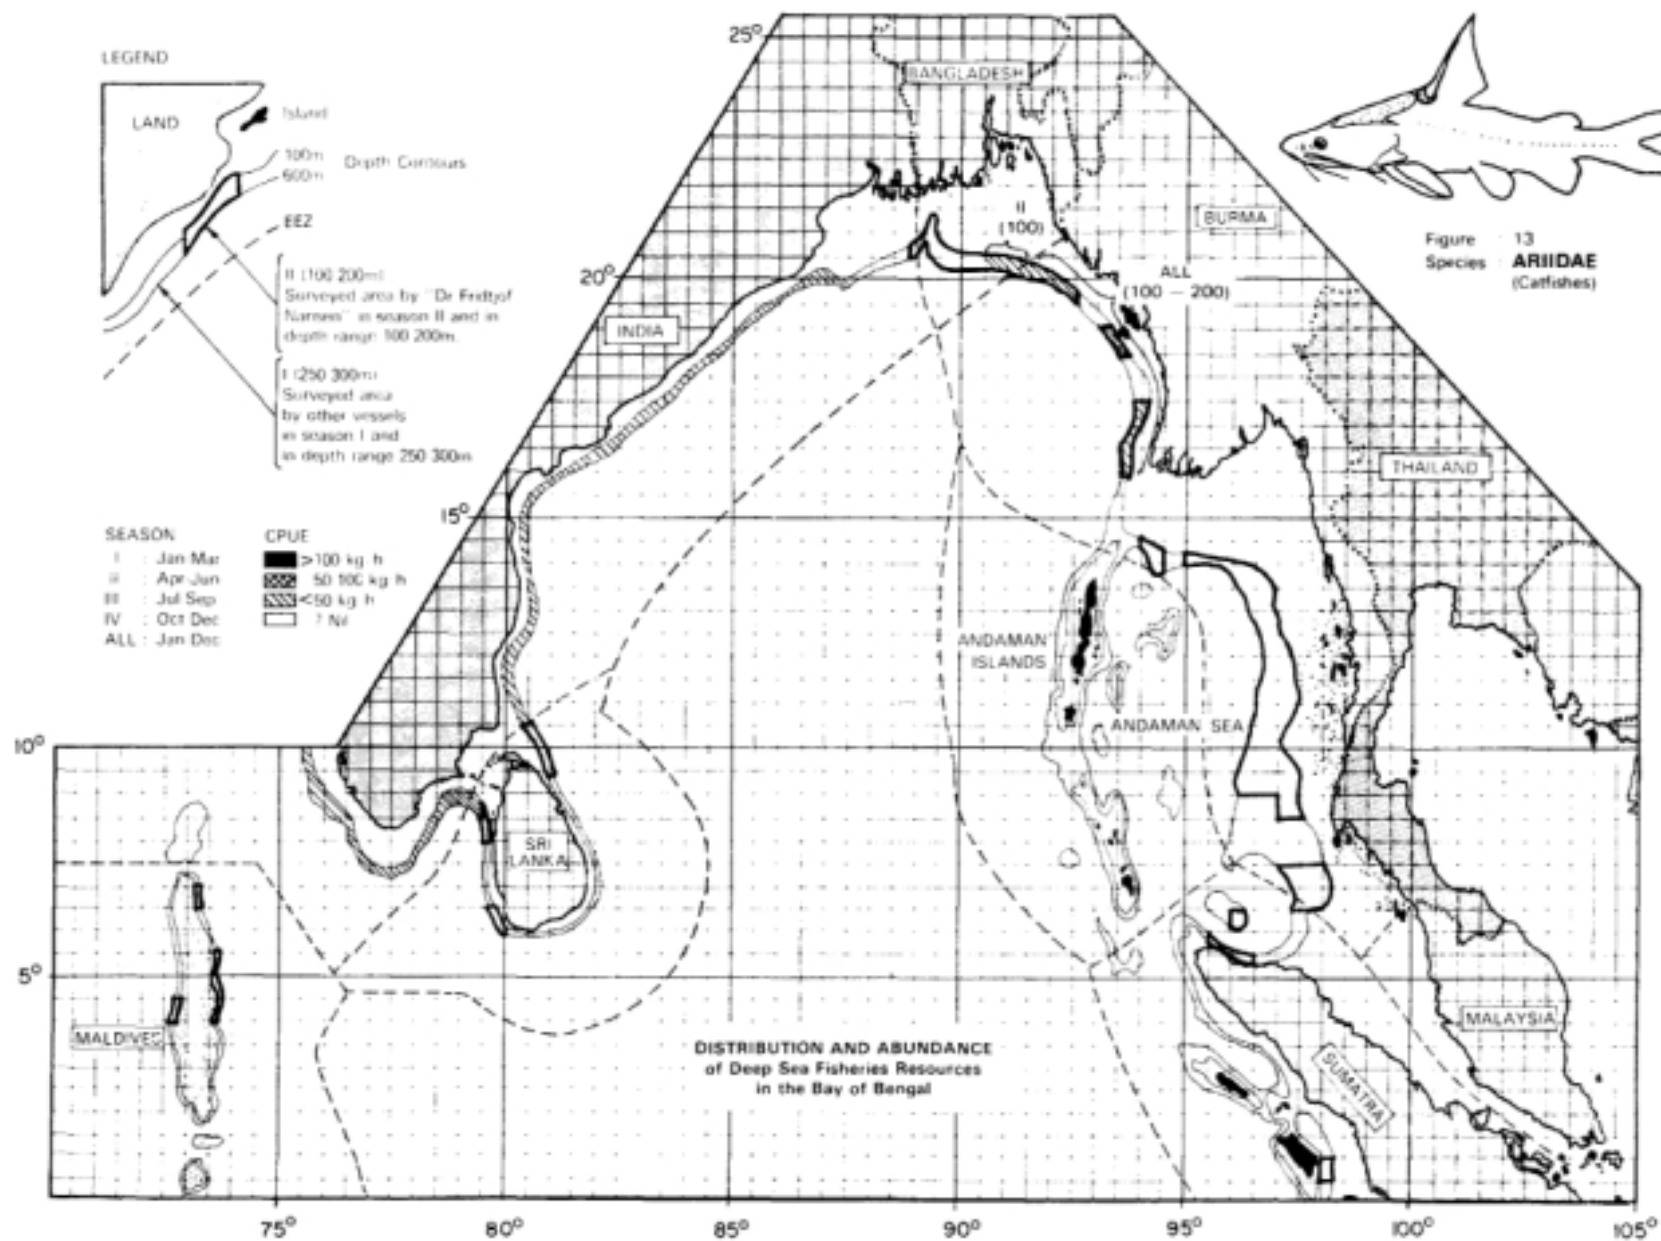 LEGEND
LAND
Island
100m
600m
Depth Contours
EEZ
II (100 200m)
Surveyed area by "Dr Fridtjof
Nansen" in season II and in
depth range 100 200m.
I (250 300m)
Surveyed area
by other vessels
in season I and
in depth range 250 300m
SEASON
I : Jan Mar
II : Apr-Jun
III : Jul Sep
IV : Oct Dec
ALL : Jan Dec
CPUE
>100 kg h
50 100 kg h
<50 kg h
? Nil
Figure : 13
Species : ARIIDAE
(Catfishes)
25°
20°
15°
10°
5°
BANGLADESH
BURMA
INDIA
THAILAND
II
(100)
ALL
(100 – 200)
ANDAMAN
ISLANDS
ANDAMAN SEA
SRI
LANKA
MALDIVES
MALAYSIA
SUMATRA
DISTRIBUTION AND ABUNDANCE
of Deep Sea Fisheries Resources
in the Bay of Bengal
75°
80°
85°
90°
95°
100°
105°